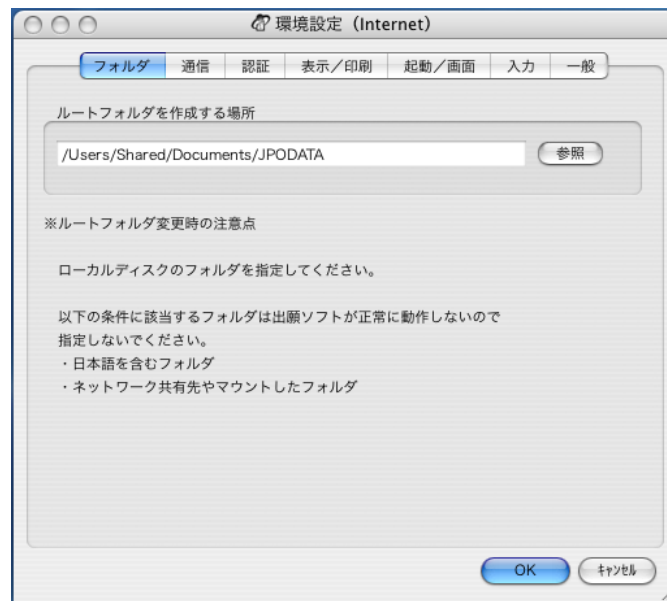 環境設定（Internet）
フォルダ 通信 認証 表示／印刷 起動／画面 入力 一般
ルートフォルダを作成する場所
/Users/Shared/Documents/JPODATA 参照
※ルートフォルダ変更時の注意点
ローカルディスクのフォルダを指定してください。
以下の条件に該当するフォルダは出願ソフトが正常に動作しないので
指定しないでください。
・日本語を含むフォルダ
・ネットワーク共有先やマウントしたフォルダ
OK ｷｬﾝｾﾙ